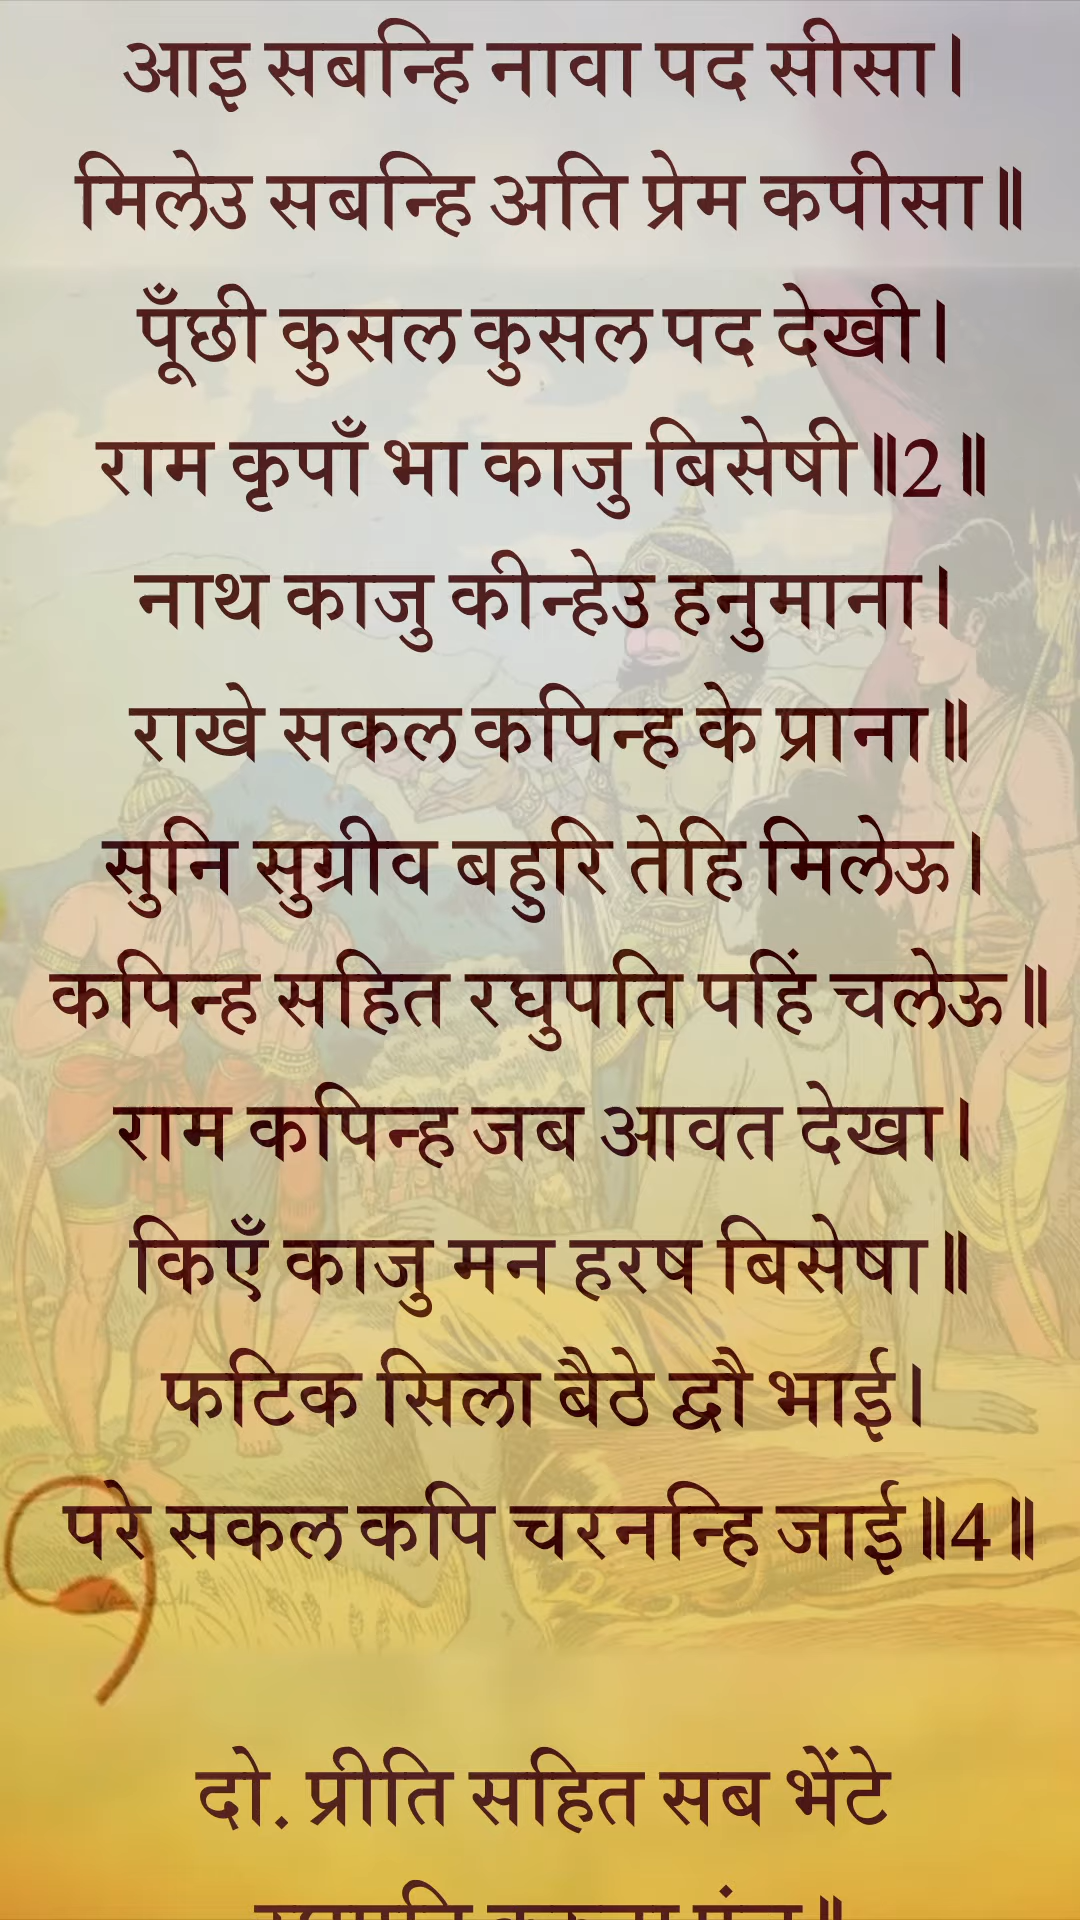 आइ सबन्हि नावा पद सीसा।
मिलेउ सबन्हि अति प्रेम कपीसा॥
पूँछी कुसल कुसल पद देखी।
राम कृपाँ भा काजु बिसेषी॥2॥
नाथ काजु कीन्हेउ हनुमाना।
राखे सकल कपिन्ह के प्राना॥
सुनि सुग्रीव बहुरि तेहि मिलेऊ।
कपिन्ह सहित रघुपति पहिं चलेऊ॥
राम कपिन्ह जब आवत देखा।
किएँ काजु मन हरष बिसेषा॥
फटिक सिला बैठे द्वौ भाई।
परे सकल कपि चरनन्हि जाई॥4॥
दो. प्रीति सहित सब भेंटे